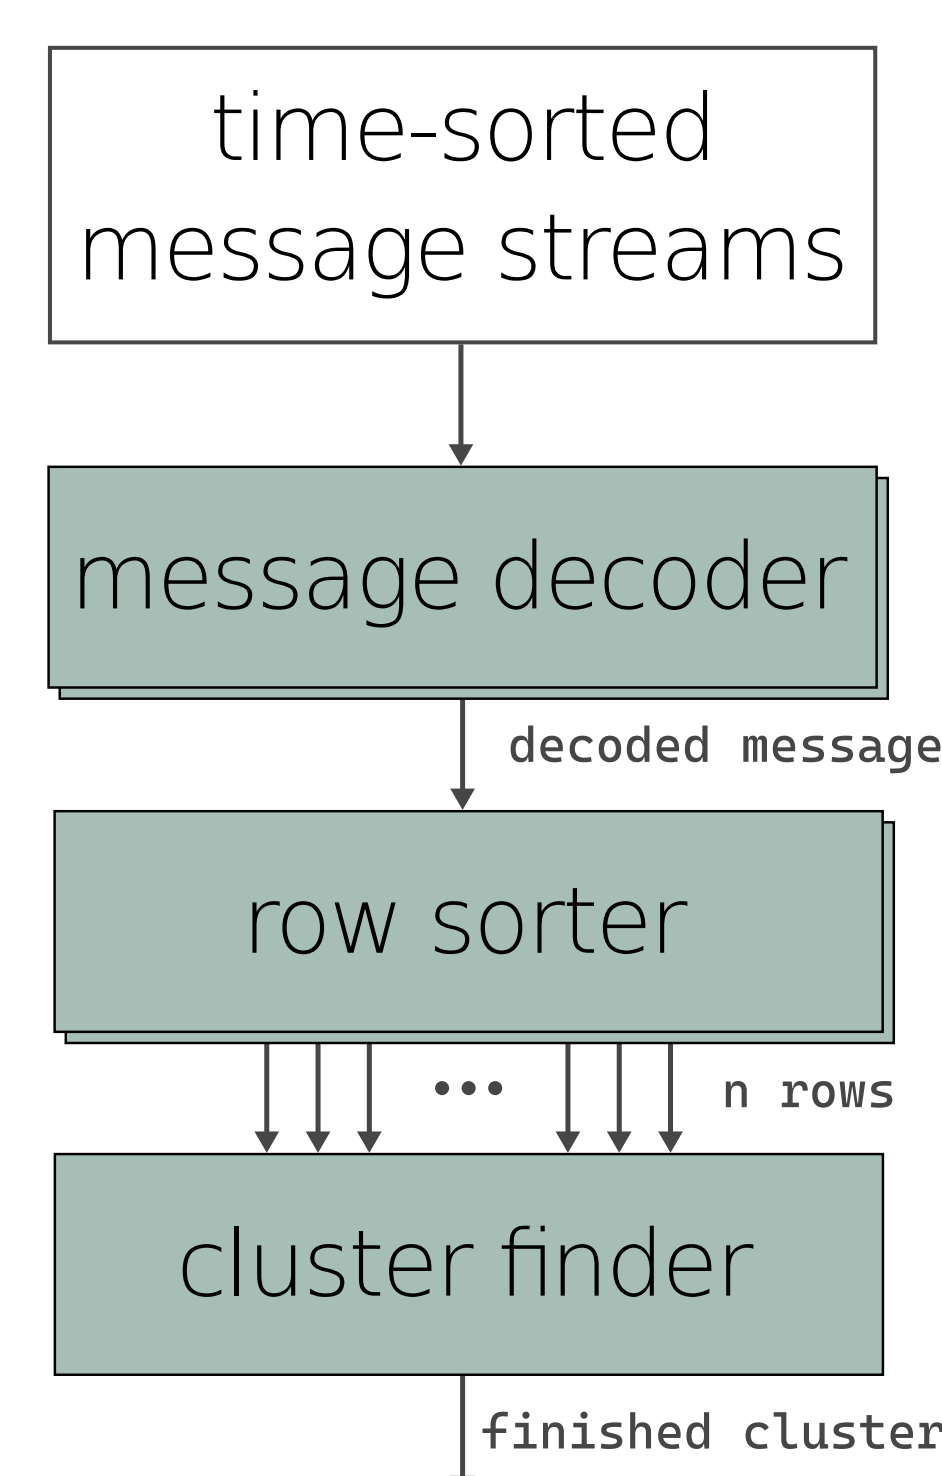 time-sorted
message streams
message decoder
decoded message
row sorter
n rows
cluster finder
finished cluster